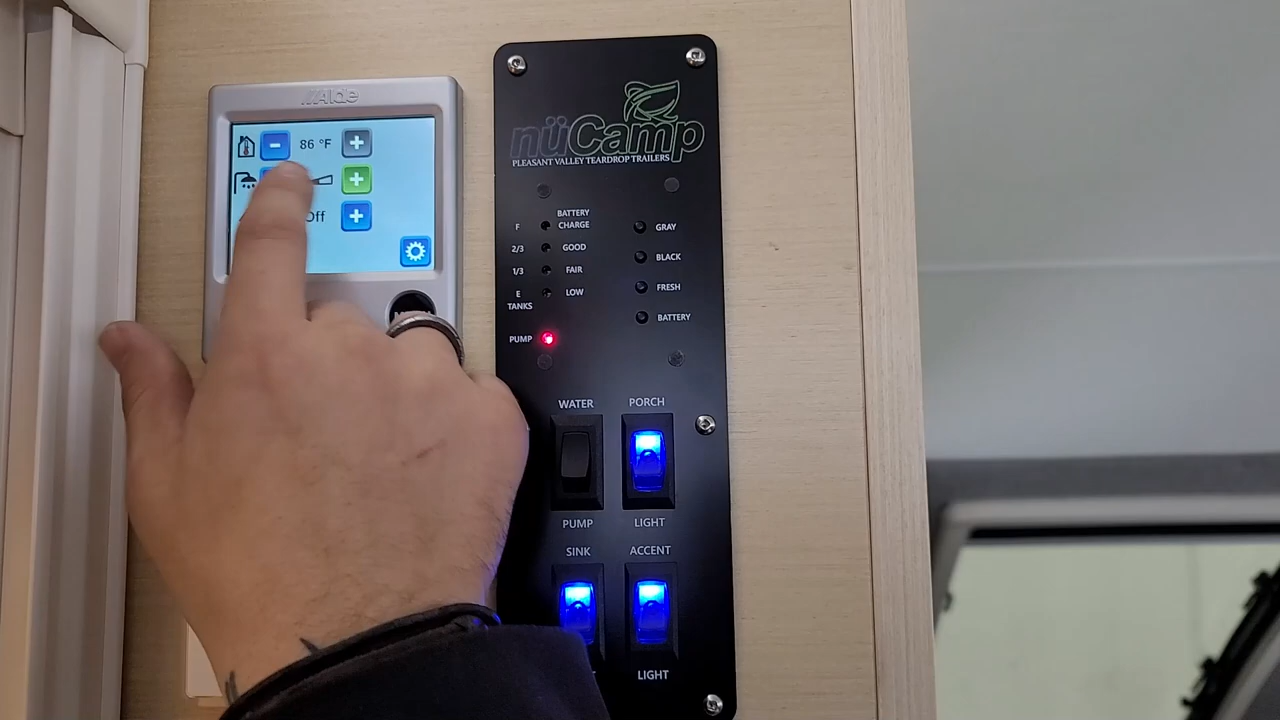 Alde
- 86 °F +
+
Off +
nüCamp
PLEASANT VALLEY TEARDROP TRAILERS
BATTERY
F CHARGE GRAY
2/3 GOOD BLACK
1/3 FAIR FRESH
E LOW BATTERY
TANKS
PUMP
WATER PORCH
PUMP LIGHT
SINK ACCENT
LIGHT